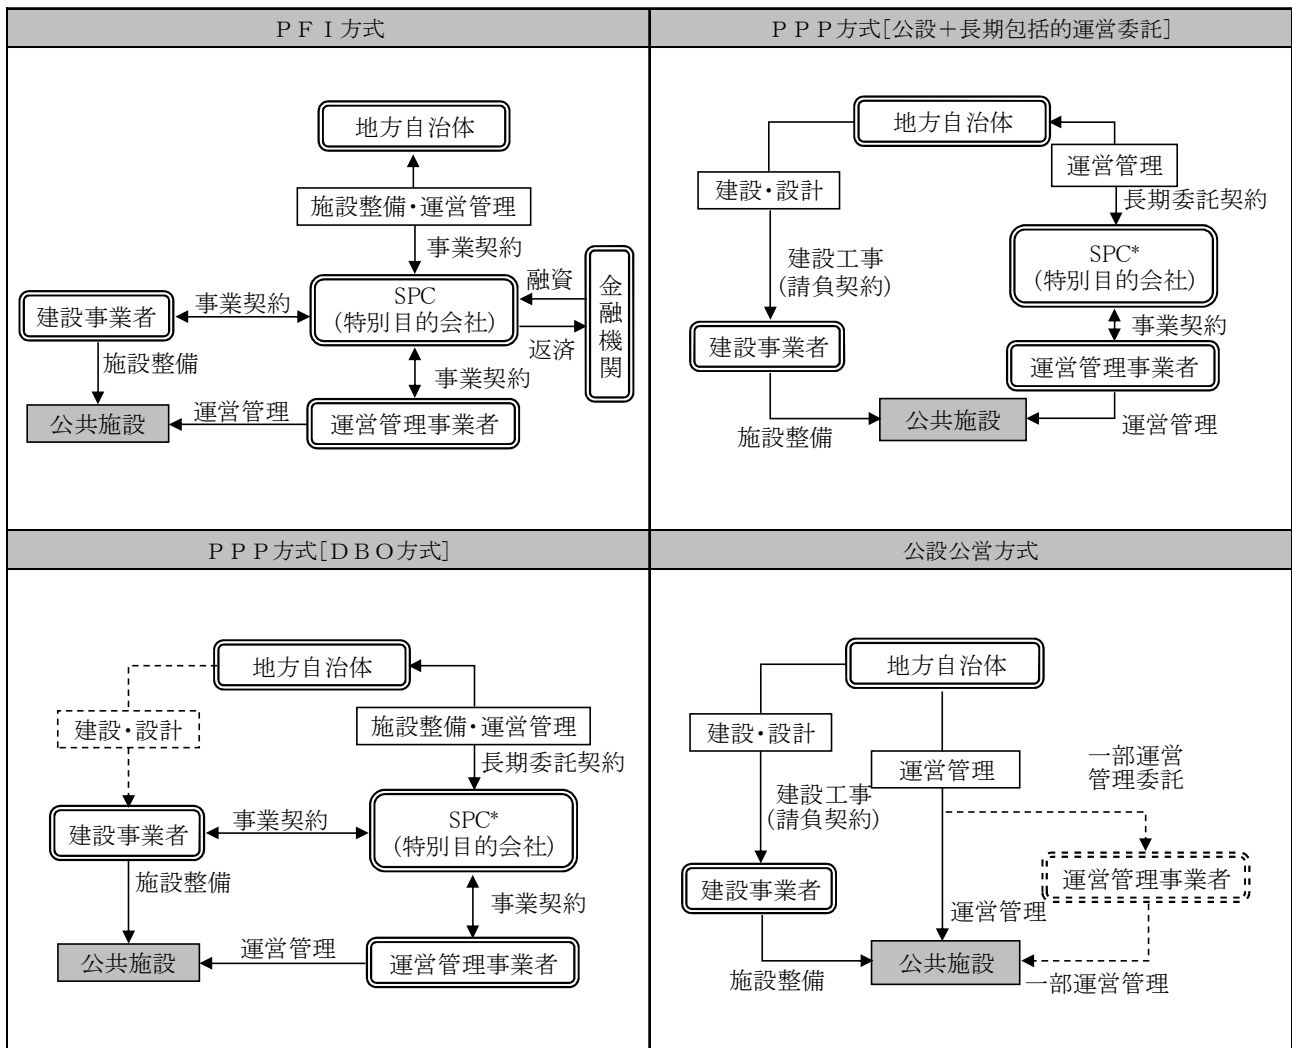 PFI方式
地方自治体
施設整備・運営管理
事業契約
SPC
(特別目的会社)
融資
返済
金融機関
建設事業者
事業契約
施設整備
事業契約
公共施設
運営管理
運営管理事業者
PPP方式[公設＋長期包括的運営委託]
地方自治体
運営管理
建設・設計
長期委託契約
建設工事
(請負契約)
SPC*
(特別目的会社)
事業契約
建設事業者
運営管理事業者
公共施設
施設整備
運営管理
PPP方式[DBO方式]
地方自治体
建設・設計
施設整備・運営管理
長期委託契約
建設事業者
事業契約
SPC*
(特別目的会社)
施設整備
事業契約
公共施設
運営管理
運営管理事業者
公設公営方式
地方自治体
建設・設計
運営管理
一部運営
管理委託
建設工事
(請負契約)
建設事業者
運営管理事業者
運営管理
公共施設
施設整備
一部運営管理